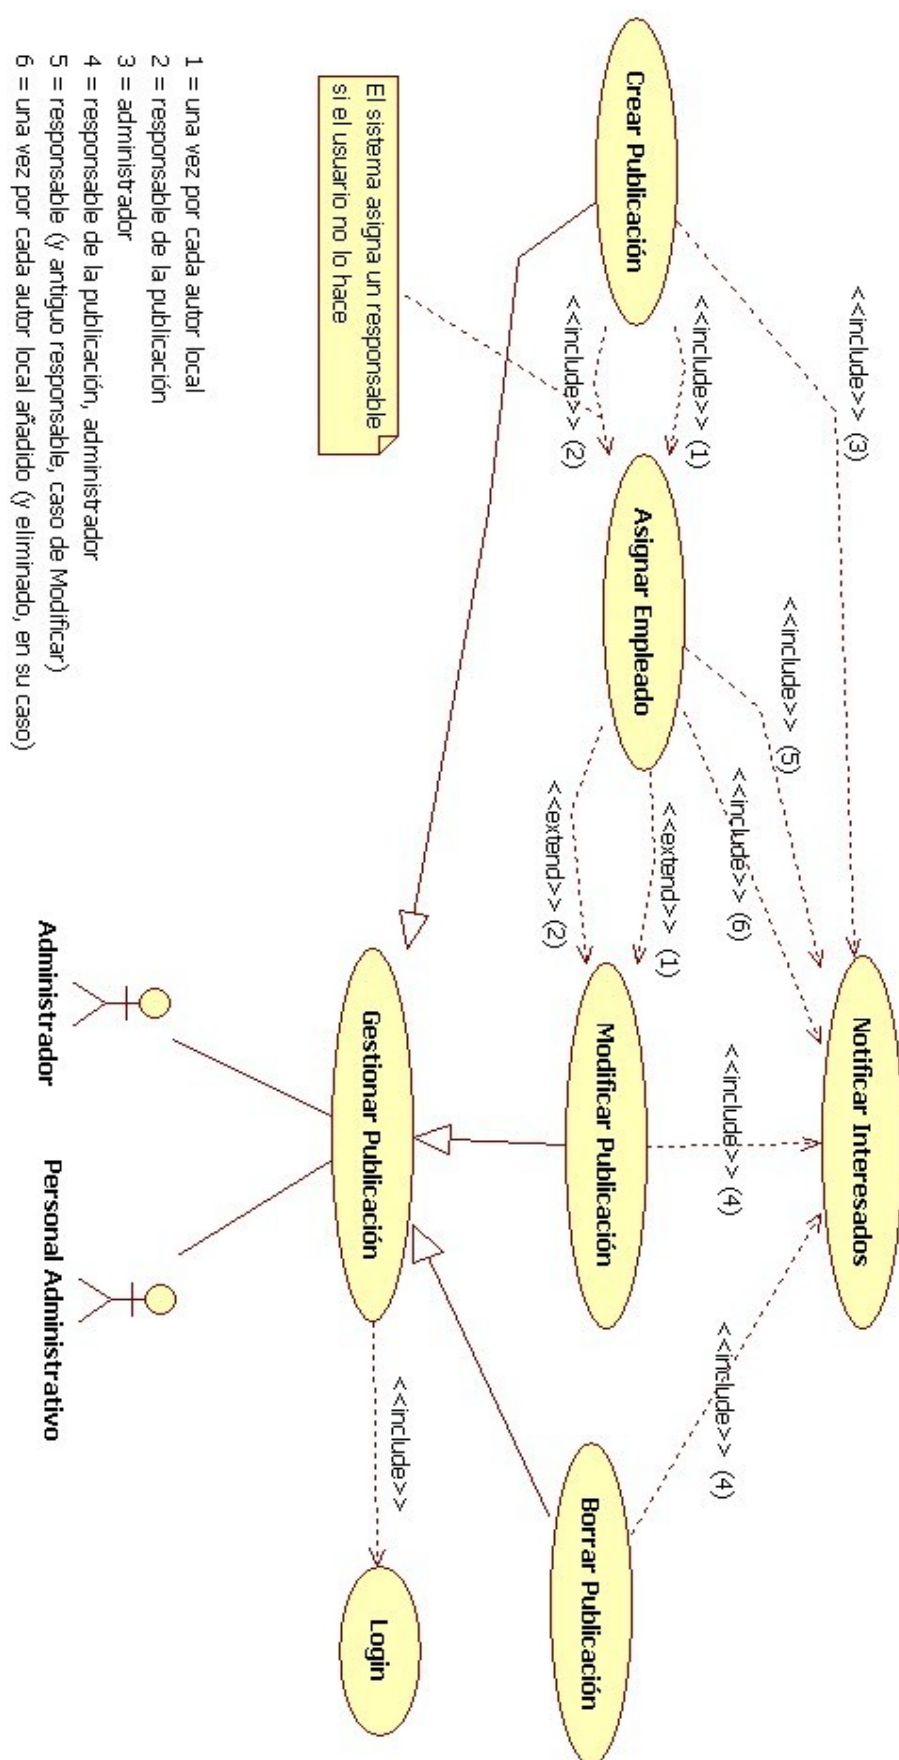 <<include>> (3)
<<include>> (5)
<<include>> (6)
<<include>> (4)
<<include>> (4)
Notificar Interesados
Crear Publicación
<<include>> (1)
<<include>> (2)
Asignar Empleado
<<extend>> (1)
<<extend>> (2)
Modificar Publicación
Borrar Publicación
El sistema asigna un responsable
si el usuario no lo hace
Gestionar Publicación
<<include>>
Login
1 = una vez por cada autor local
2 = responsable de la publicación
3 = administrador
4 = responsable de la publicación, administrador
5 = responsable (y antiguo responsable, caso de Modificar)
6 = una vez por cada autor local añadido (y eliminado, en su caso)
Administrador
Personal Administrativo